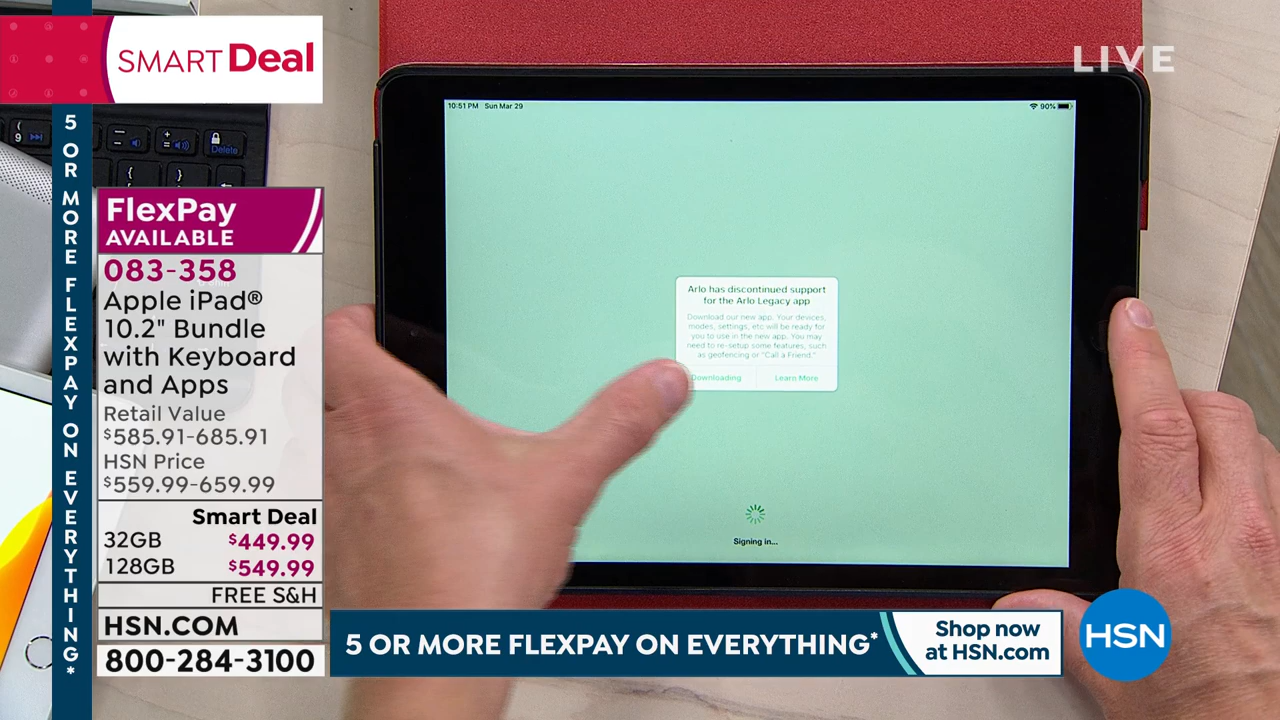 SMART Deal
LIVE
5 OR MORE FLEXPAY ON EVERYTHING*
FlexPay
AVAILABLE
083-358
Apple iPad®
10.2" Bundle
with Keyboard
and Apps
Retail Value
$585.91-685.91
HSN Price
$559.99-659.99
Smart Deal
32GB $449.99
128GB $549.99
FREE S&H
HSN.COM
800-284-3100
10:51 PM Sun Mar 29
90%
Arlo has discontinued support
for the Arlo Legacy app
Download our new app. Your devices,
modes, settings, etc will be ready for
you to use in the new app. You may
need to re-setup some features, such
as geofencing or "Call a Friend."
Downloading Learn More
Signing in...
( 9
{ }
- + =
Delete
5 OR MORE FLEXPAY ON EVERYTHING*
Shop now
at HSN.com
HSN